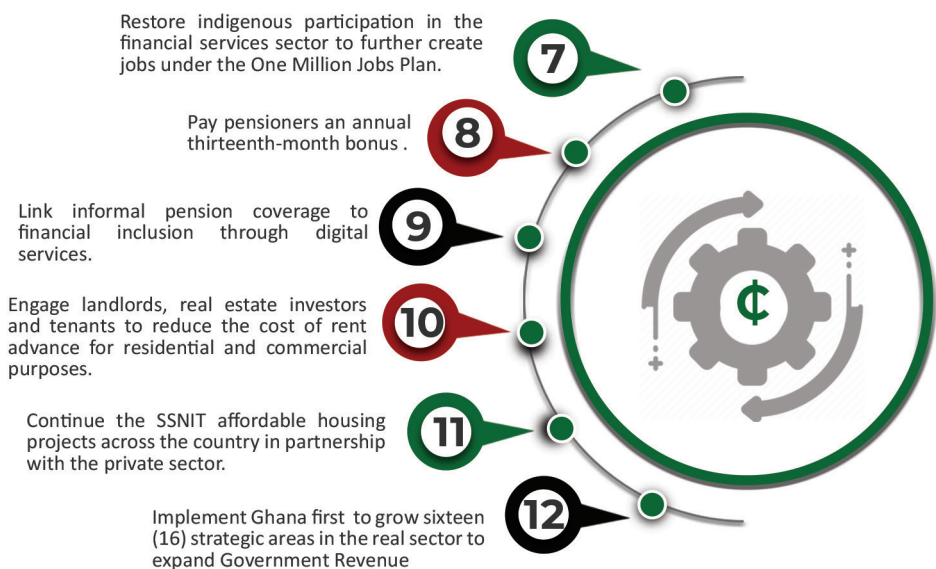 Restore indigenous participation in the
financial services sector to further create
jobs under the One Million Jobs Plan.
7
Pay pensioners an annual
thirteenth-month bonus .
8
Link informal pension coverage to
financial inclusion through digital
services.
9
Engage landlords, real estate investors
and tenants to reduce the cost of rent
advance for residential and commercial
purposes.
10
Continue the SSNIT affordable housing
projects across the country in partnership
with the private sector.
11
Implement Ghana first to grow sixteen
(16) strategic areas in the real sector to
expand Government Revenue
12
₵